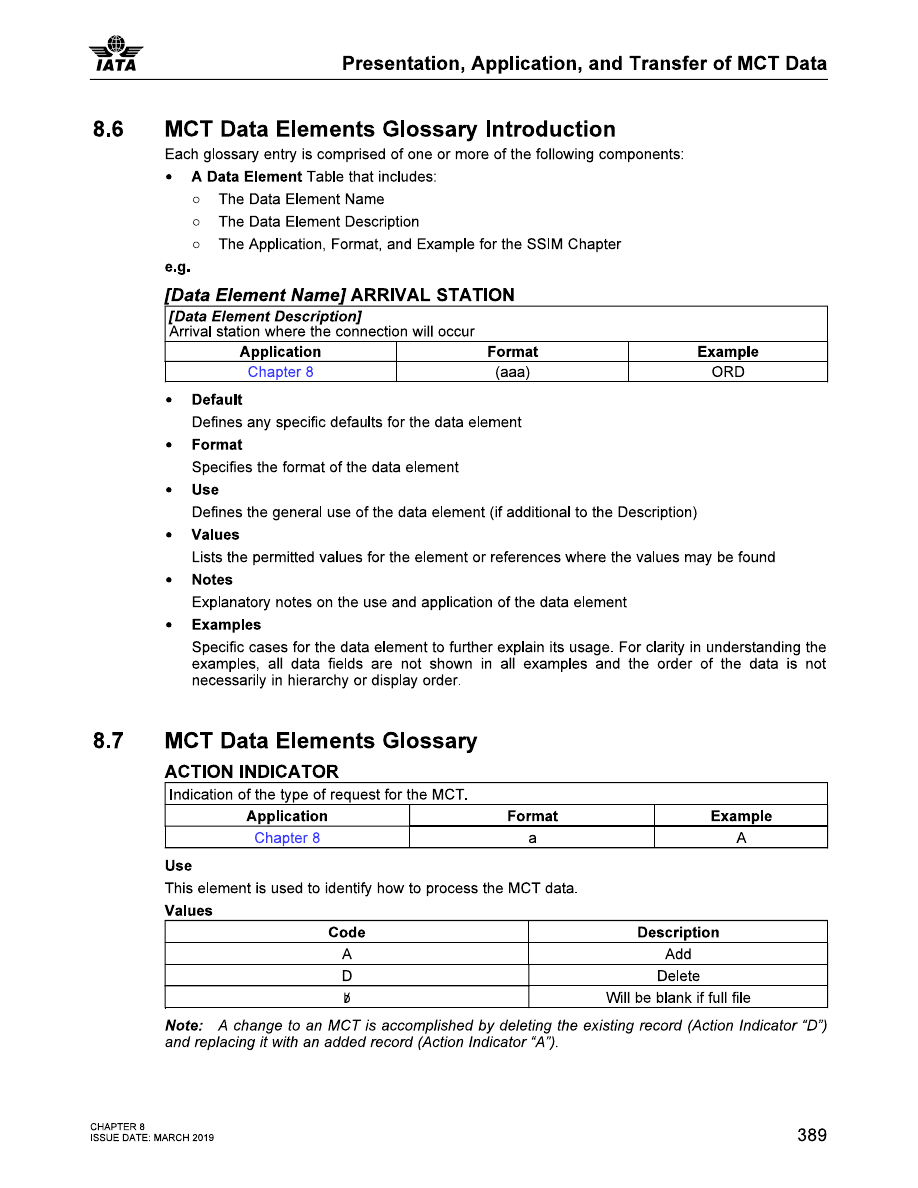 IATA
Presentation, Application, and Transfer of MCT Data
8.6 MCT Data Elements Glossary Introduction
Each glossary entry is comprised of one or more of the following components:
• A Data Element Table that includes:
○ The Data Element Name
○ The Data Element Description
○ The Application, Format, and Example for the SSIM Chapter
e.g.
[Data Element Name] ARRIVAL STATION
[Data Element Description]
Arrival station where the connection will occur
Application Format Example
Chapter 8 (aaa) ORD
• Default
Defines any specific defaults for the data element
• Format
Specifies the format of the data element
• Use
Defines the general use of the data element (if additional to the Description)
• Values
Lists the permitted values for the element or references where the values may be found
• Notes
Explanatory notes on the use and application of the data element
• Examples
Specific cases for the data element to further explain its usage. For clarity in understanding the
examples, all data fields are not shown in all examples and the order of the data is not
necessarily in hierarchy or display order.
8.7 MCT Data Elements Glossary
ACTION INDICATOR
Indication of the type of request for the MCT.
Application Format Example
Chapter 8 a A
Use
This element is used to identify how to process the MCT data.
Values
Code Description
A Add
D Delete
ƀ Will be blank if full file
Note: A change to an MCT is accomplished by deleting the existing record (Action Indicator “D”)
and replacing it with an added record (Action Indicator “A”).
CHAPTER 8
ISSUE DATE: MARCH 2019
389